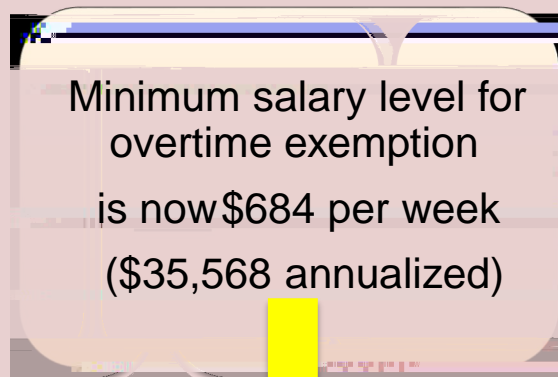 Minimum salary level for
overtime exemption
is now $684 per week
($35,568 annualized)